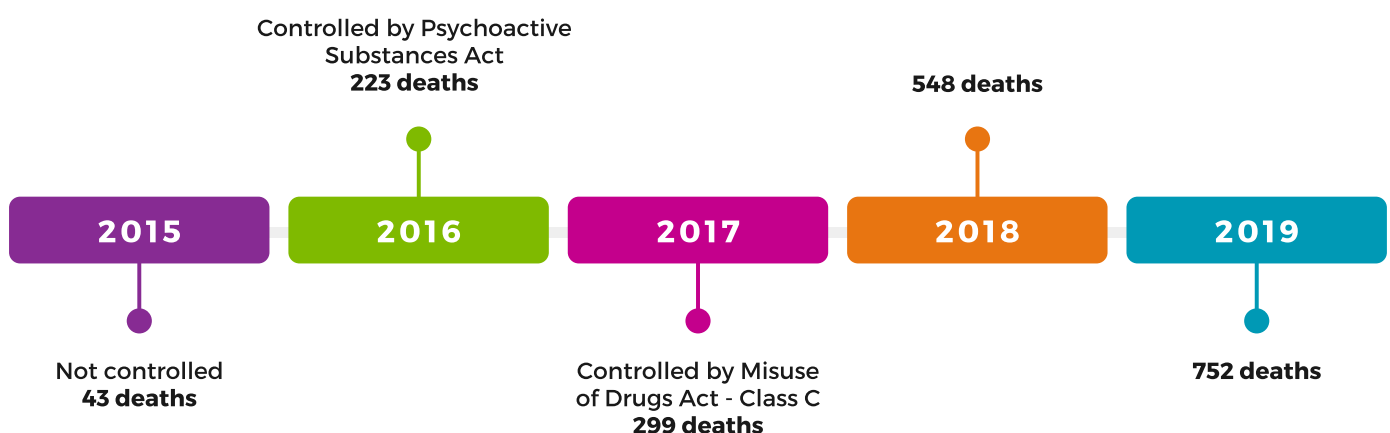 Controlled by Psychoactive
Substances Act
223 deaths
548 deaths
2015
2016
2017
2018
2019
Not controlled
43 deaths
Controlled by Misuse
of Drugs Act - Class C
299 deaths
752 deaths